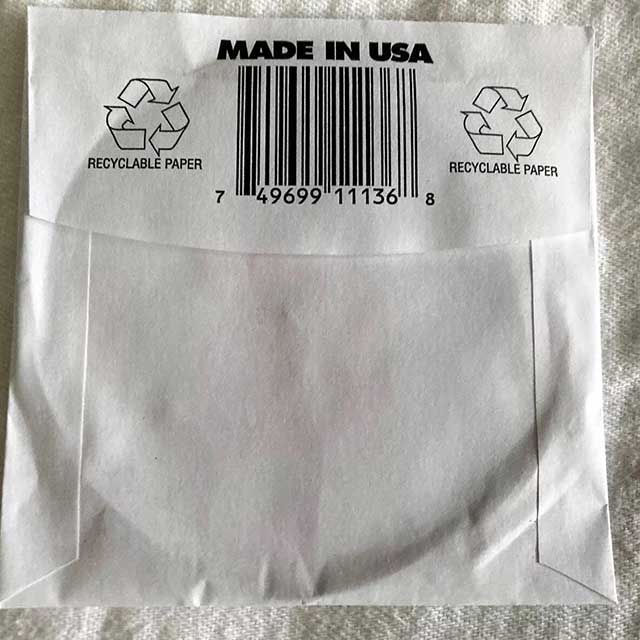 MADE IN USA
RECYCLABLE PAPER
RECYCLABLE PAPER
7 49699 11136 8